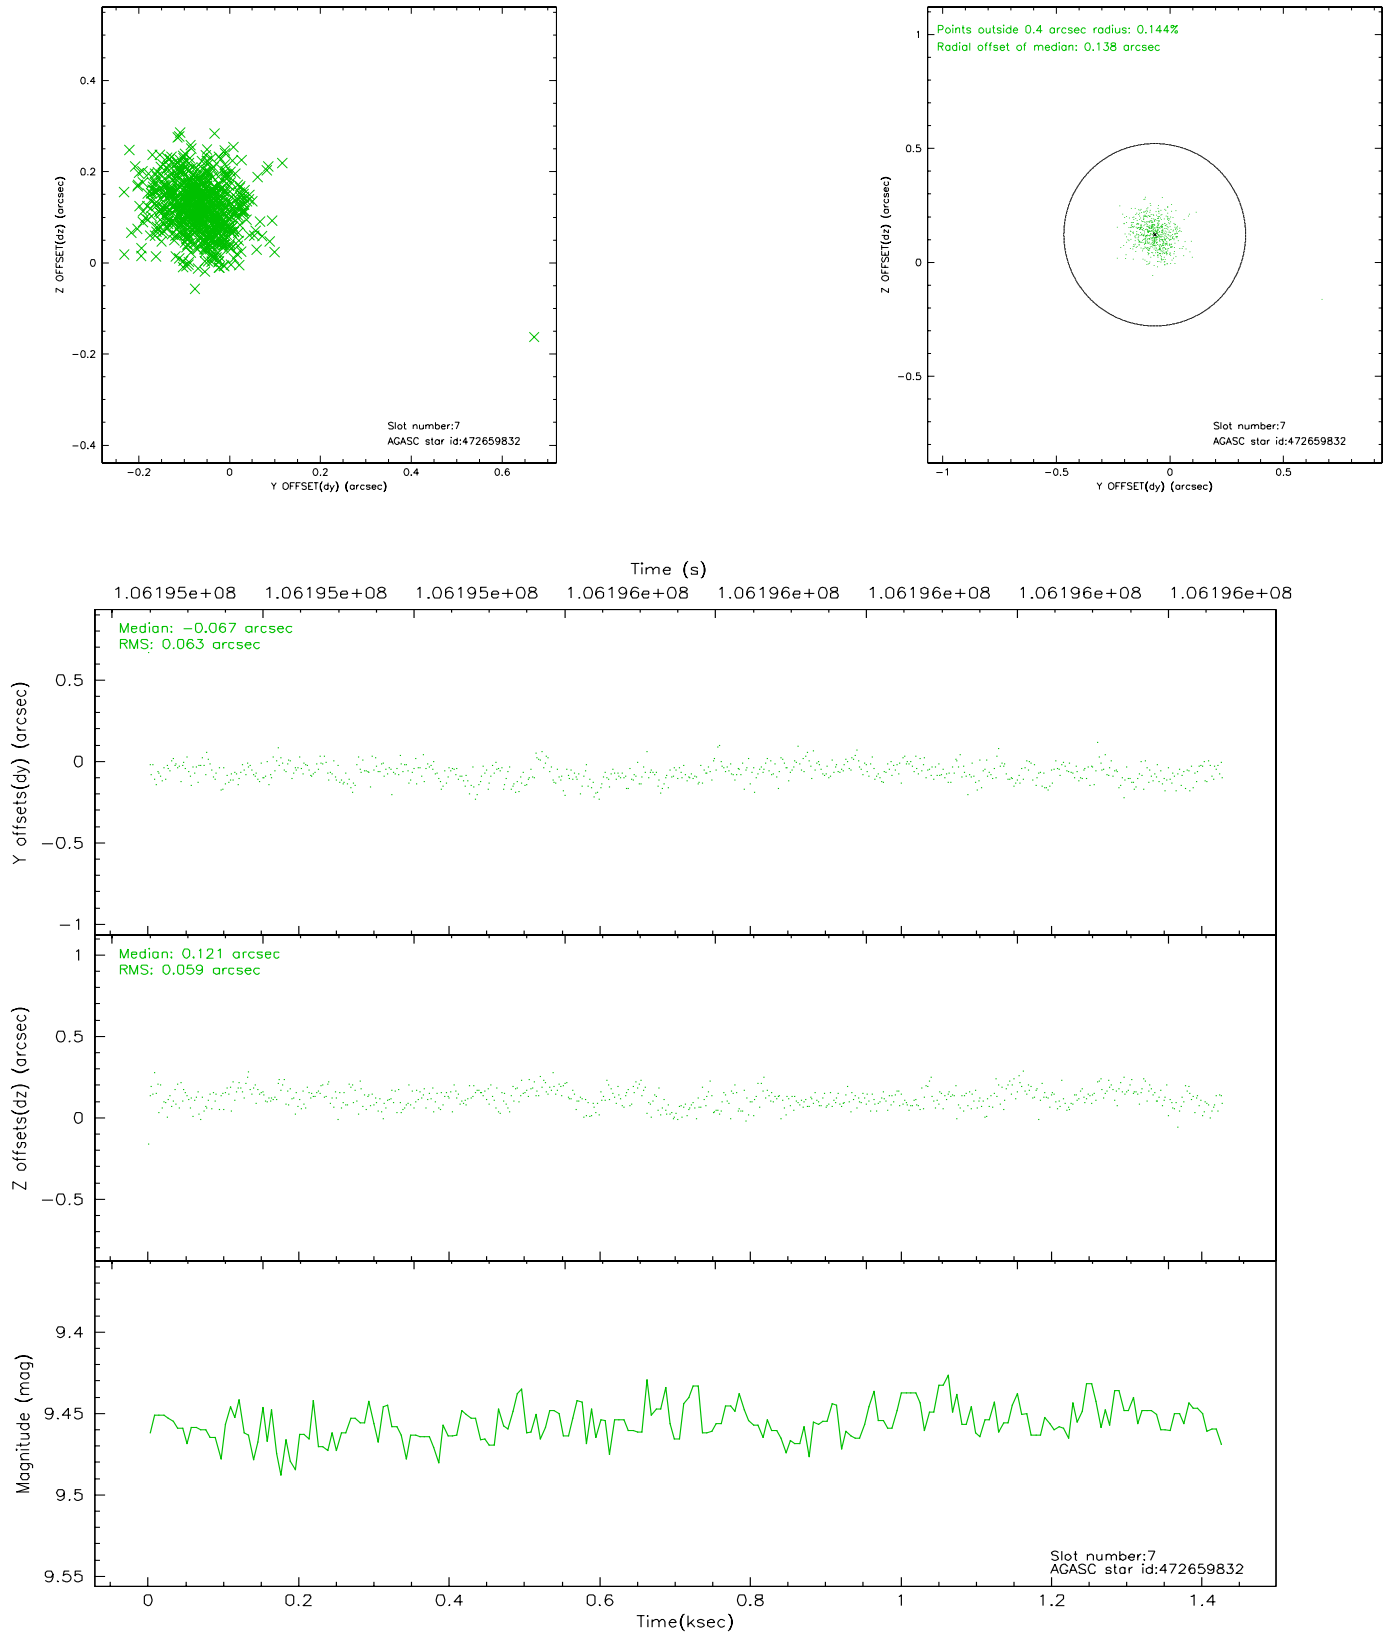 0.4
0.2
0
−0.2
−0.4
Z OFFSET(dz) (arcsec)
Slot number:7
AGASC star id:472659832
−0.2 0 0.2 0.4 0.6
Y OFFSET(dy) (arcsec)
Points outside 0.4 arcsec radius: 0.144%
Radial offset of median: 0.138 arcsec
1
0.5
0
−0.5
Z OFFSET(dz) (arcsec)
Slot number:7
AGASC star id:472659832
−1 −0.5 0 0.5
Y OFFSET(dy) (arcsec)
Time (s)
1.06195e+08 1.06195e+08 1.06195e+08 1.06196e+08 1.06196e+08 1.06196e+08 1.06196e+08 1.06196e+08
Median: −0.067 arcsec
RMS: 0.063 arcsec
0.5
0
−0.5
−1
Y offsets(dy) (arcsec)
Median: 0.121 arcsec
RMS: 0.059 arcsec
1
0.5
0
−0.5
Z offsets(dz) (arcsec)
9.4
9.45
9.5
9.55
Magnitude (mag)
Slot number:7
AGASC star id:472659832
0 0.2 0.4 0.6 0.8 1 1.2 1.4
Time(ksec)